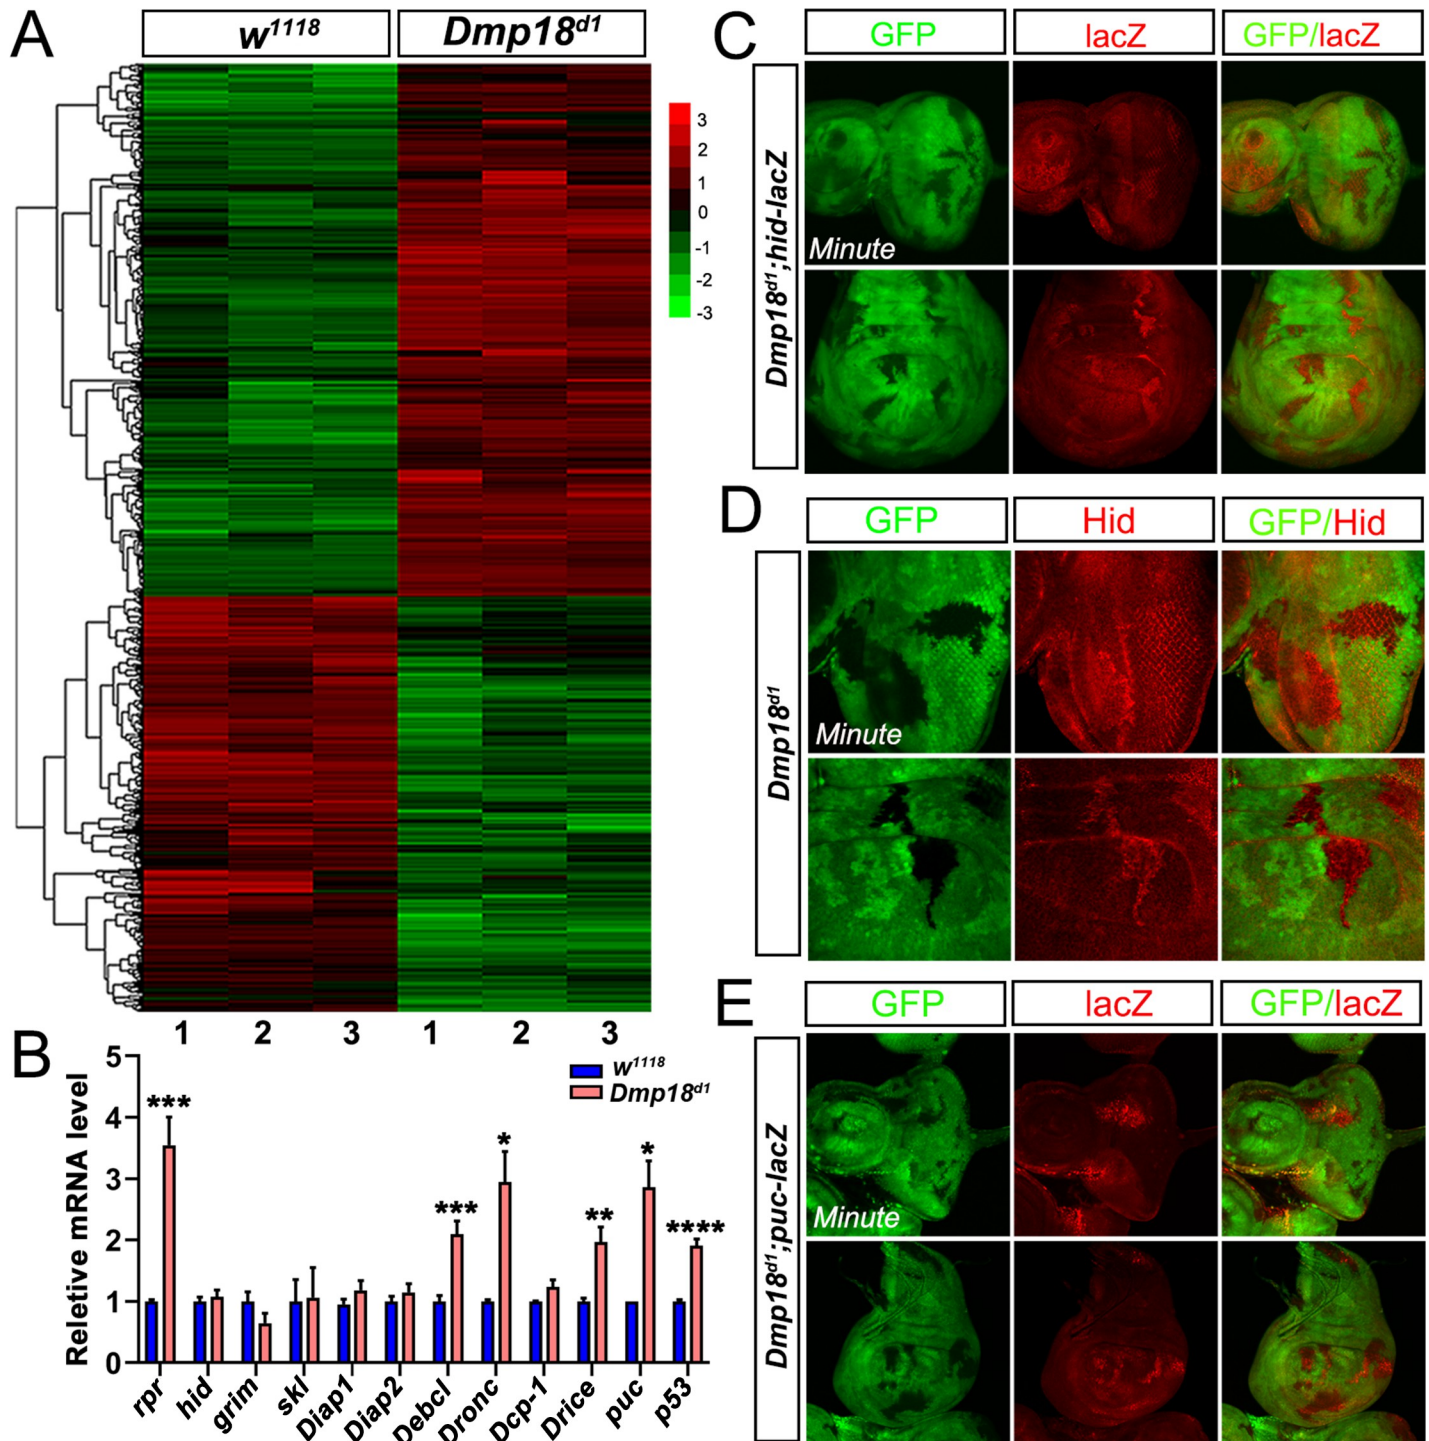 A
w¹¹¹⁸
Dmp18ᵈ¹
3
2
1
0
-1
-2
-3
1
2
3
1
2
3
B
Reletive mRNA level
5
4
3
2
1
0
w¹¹¹⁸
Dmp18ᵈ¹
***
***
*
**
*
****
rpr
hid
grim
skl
Diap1
Diap2
Debcl
Dronc
Dcp-1
Drice
puc
p53
C
GFP
lacZ
GFP/lacZ
Dmp18ᵈ¹;hid-lacZ
Minute
D
GFP
Hid
GFP/Hid
Dmp18ᵈ¹
Minute
E
GFP
lacZ
GFP/lacZ
Dmp18ᵈ¹;puc-lacZ
Minute